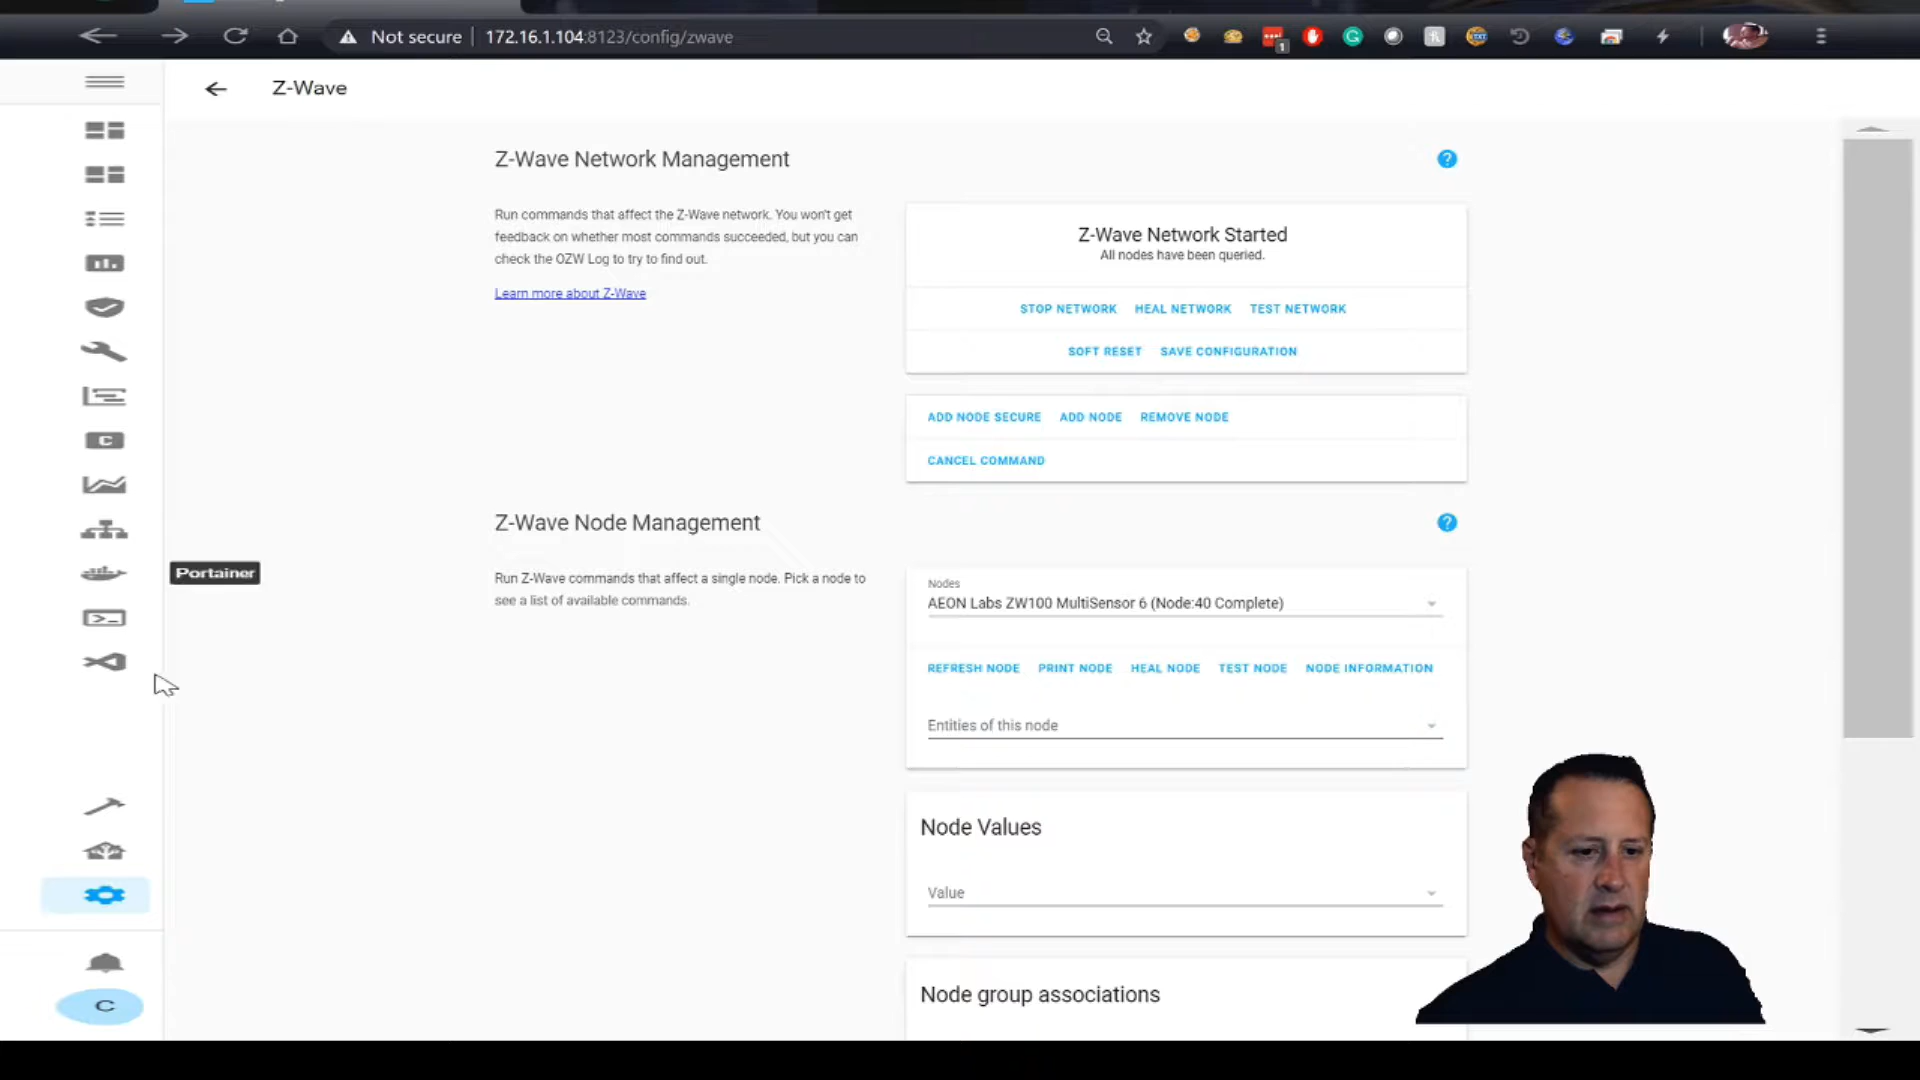 Not secure
172.16.1.104:8123/config/zwave
1
Z-Wave
Z-Wave Network Management
Run commands that affect the Z-Wave network. You won't get
feedback on whether most commands succeeded, but you can
check the OZW Log to try to find out.
Learn more about Z-Wave
Z-Wave Network Started
All nodes have been queried.
STOP NETWORK HEAL NETWORK TEST NETWORK
SOFT RESET SAVE CONFIGURATION
ADD NODE SECURE ADD NODE REMOVE NODE
CANCEL COMMAND
Z-Wave Node Management
Run Z-Wave commands that affect a single node. Pick a node to
see a list of available commands.
Nodes
AEON Labs ZW100 MultiSensor 6 (Node:40 Complete)
REFRESH NODE PRINT NODE HEAL NODE TEST NODE NODE INFORMATION
Entities of this node
Node Values
Value
Node group associations
Portainer
C
C